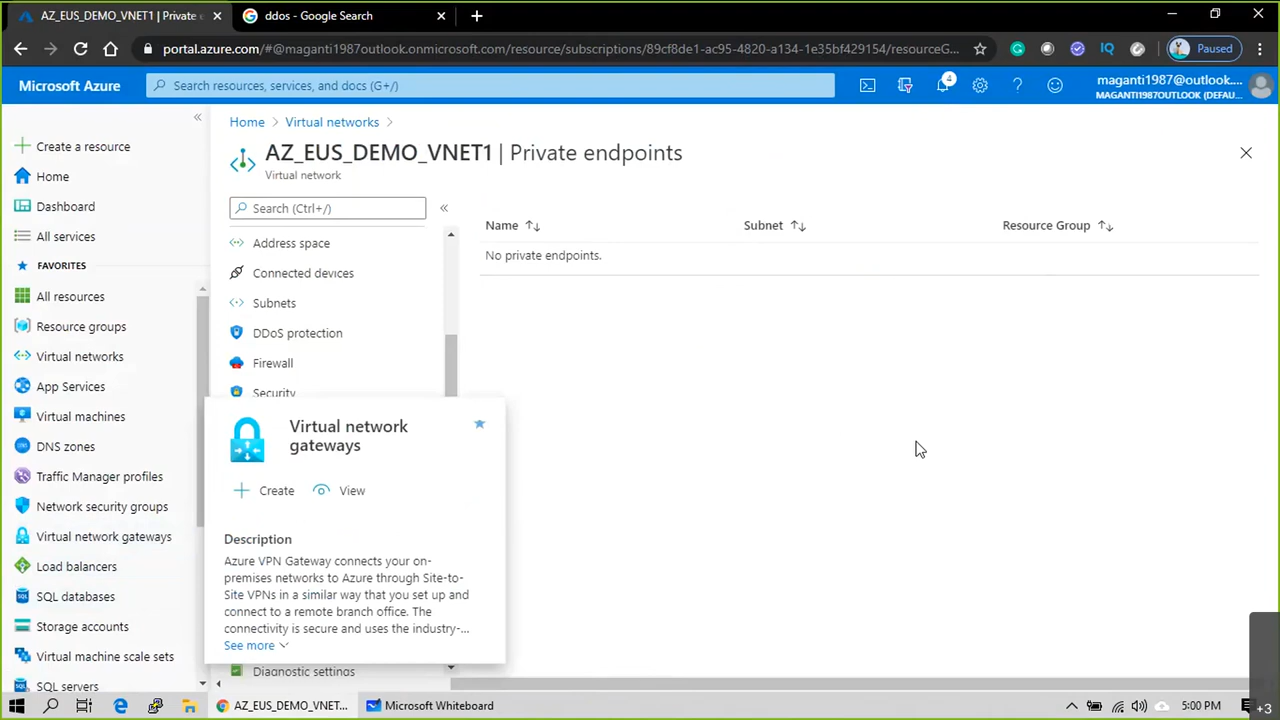 AZ_EUS_DEMO_VNET1 | Private e
ddos - Google Search
portal.azure.com/#@maganti1987outlook.onmicrosoft.com/resource/subscriptions/89cf8de1-ac95-4820-a134-1e35bf429154/resourceG...
IQ
Paused
Microsoft Azure
Search resources, services, and docs (G+/)
4
maganti1987@outlook....
MAGANTI1987OUTLOOK (DEFAU...
Create a resource
Home
Dashboard
All services
FAVORITES
All resources
Resource groups
Virtual networks
App Services
Virtual machines
DNS zones
Traffic Manager profiles
Network security groups
Virtual network gateways
Load balancers
SQL databases
Storage accounts
Virtual machine scale sets
SQL servers
Home > Virtual networks >
AZ_EUS_DEMO_VNET1 | Private endpoints
Virtual network
Search (Ctrl+/)
Address space
Connected devices
Subnets
DDoS protection
Firewall
Security
Diagnostic settings
Name
Subnet
Resource Group
No private endpoints.
Virtual network
gateways
Create
View
Description
Azure VPN Gateway connects your on-
premises networks to Azure through Site-to-
Site VPNs in a similar way that you set up and
connect to a remote branch office. The
connectivity is secure and uses the industry-...
See more
AZ_EUS_DEMO_VNET...
Microsoft Whiteboard
5:00 PM
+3